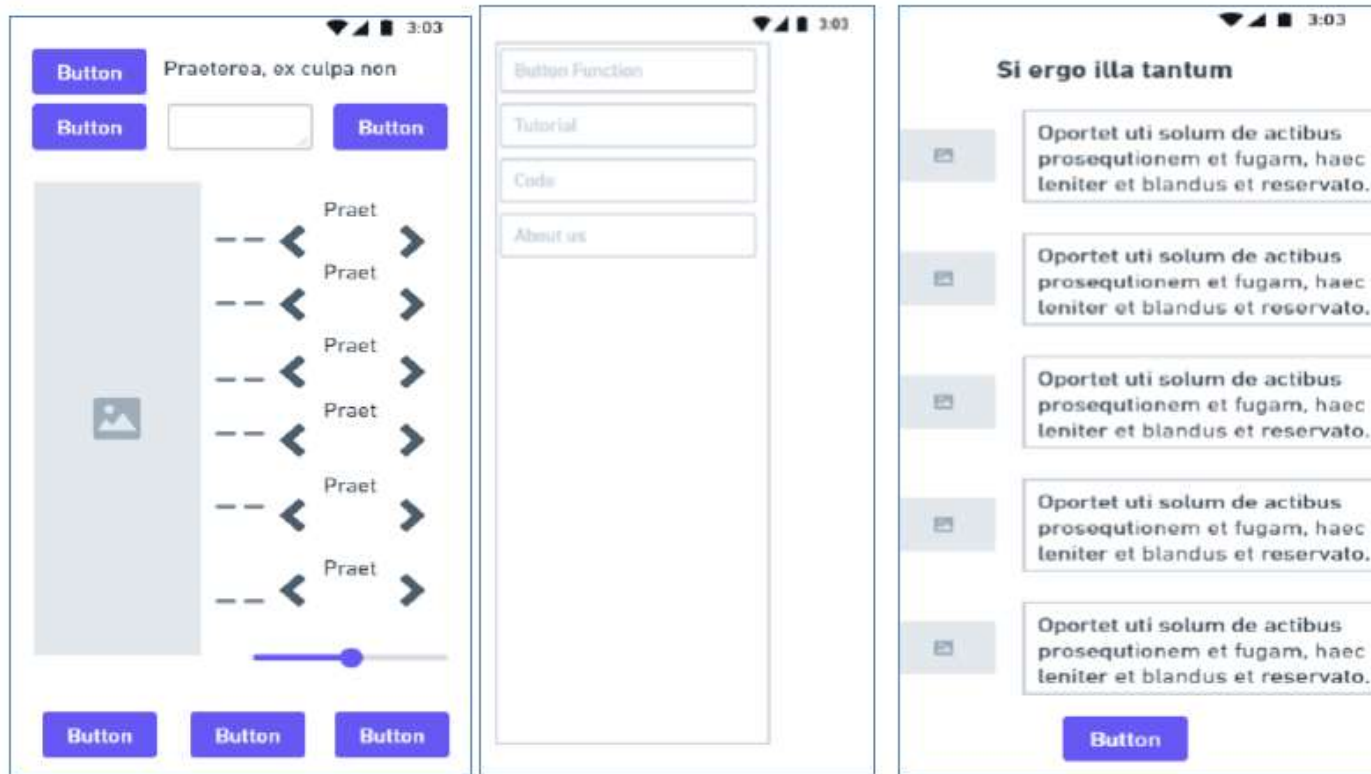 3:03
Button
Praeterea, ex culpa non
Button
Button
Praet
Praet
Praet
Praet
Praet
Praet
Button
Button
Button
3:03
Button Function
Tutorial
Coda
About us
3:03
Si ergo illa tantum
Oportet uti solum de actibus
prosequtionem et fugam, haec
leniter et blandus et reservato.
Oportet uti solum de actibus
prosequtionem et fugam, haec
leniter et blandus et reservato.
Oportet uti solum de actibus
prosequtionem et fugam, haec
leniter et blandus et reservato.
Oportet uti solum de actibus
prosequtionem et fugam, haec
leniter et blandus et reservato.
Oportet uti solum de actibus
prosequtionem et fugam, haec
leniter et blandus et reservato.
Button